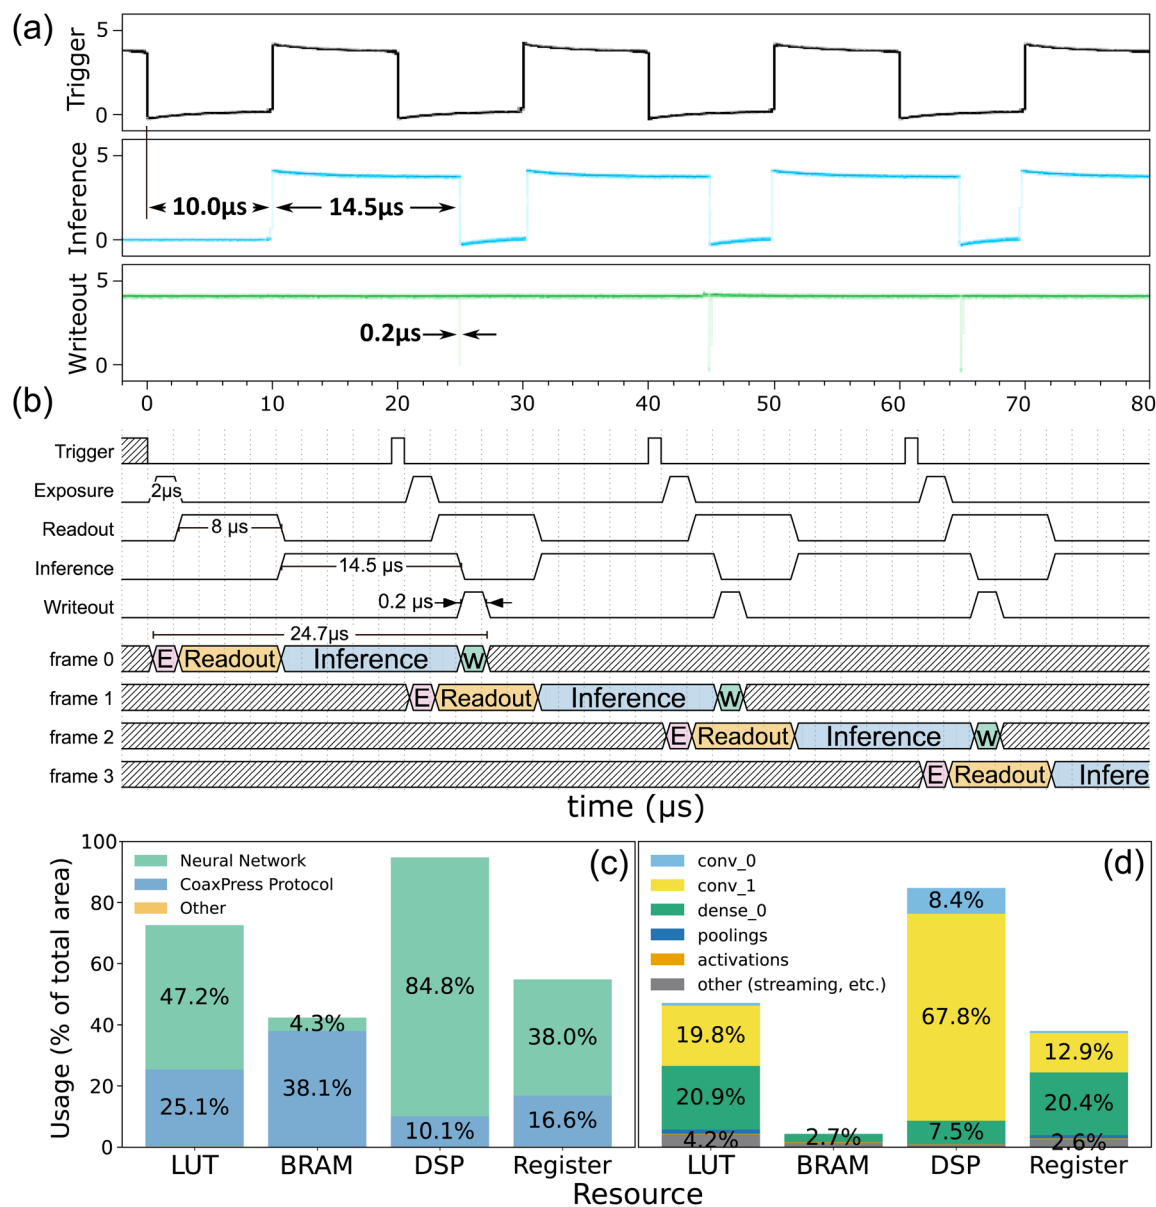 (a)
Trigger
5
0
Inference
5
0
10.0µs
14.5µs
Writeout
5
0
0.2µs
0 10 20 30 40 50 60 70 80
(b)
Trigger
Exposure
2µs
Readout
8 µs
Inference
14.5 µs
Writeout
0.2 µs
24.7µs
frame 0 E Readout Inference W
frame 1 E Readout Inference W
frame 2 E Readout Inference W
frame 3 E Readout Infere
time (µs)
Usage (% of total area)
100
80
60
40
20
0
(c)
Neural Network
CoaxPress Protocol
Other
47.2%
25.1%
4.3%
38.1%
84.8%
10.1%
38.0%
16.6%
LUT BRAM DSP Register
(d)
conv_0
conv_1
dense_0
poolings
activations
other (streaming, etc.)
19.8%
20.9%
4.2%
2.7%
8.4%
67.8%
7.5%
12.9%
20.4%
2.6%
LUT BRAM DSP Register
Resource